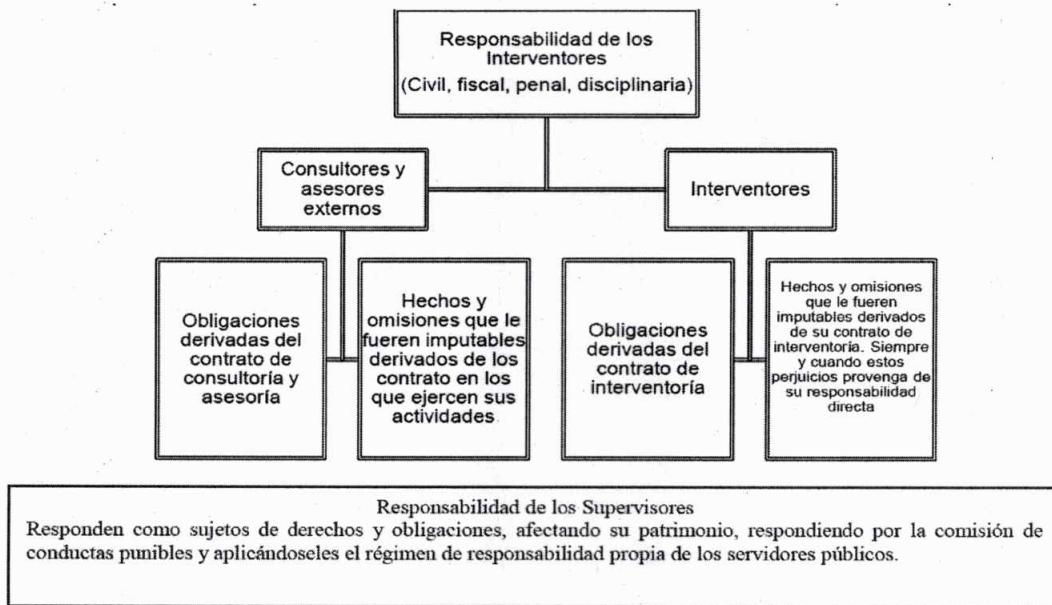 Responsabilidad de los
Interventores
(Civil, fiscal, penal, disciplinaria)
Consultores y
asesores
externos
Interventores
Obligaciones
derivadas del
contrato de
consultoría y
asesoría
Hechos y
omisiones que le
fueren imputables
derivados de los
contrato en los
que ejercen sus
actividades
Obligaciones
derivadas del
contrato de
interventoría
Hechos y omisiones
que le fueren
imputables derivados
de su contrato de
interventoría. Siempre
y cuando estos
perjuicios provenga de
su responsabilidad
directa
Responsabilidad de los Supervisores
Responden como sujetos de derechos y obligaciones, afectando su patrimonio, respondiendo por la comisión de
conductas punibles y aplicándoseles el régimen de responsabilidad propia de los servidores públicos.